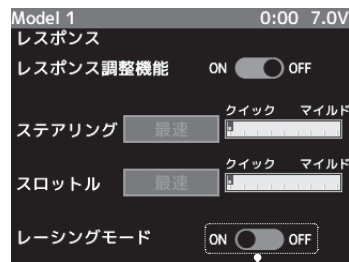 Model 1 0:00 7.0V
レスポンス
レスポンス調整機能 ON OFF
クイック マイルド
ステアリング 最速
クイック マイルド
スロットル 最速
レーシングモード ON OFF